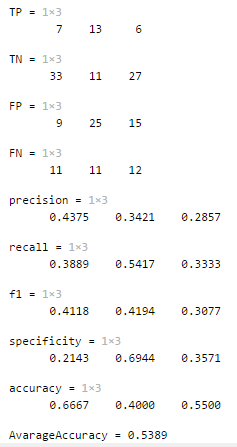 TP = 1×3
7 13 6
TN = 1×3
33 11 27
FP = 1×3
9 25 15
FN = 1×3
11 11 12
precision = 1×3
0.4375 0.3421 0.2857
recall = 1×3
0.3889 0.5417 0.3333
f1 = 1×3
0.4118 0.4194 0.3077
specificity = 1×3
0.2143 0.6944 0.3571
accuracy = 1×3
0.6667 0.4000 0.5500
AvarageAccuracy = 0.5389